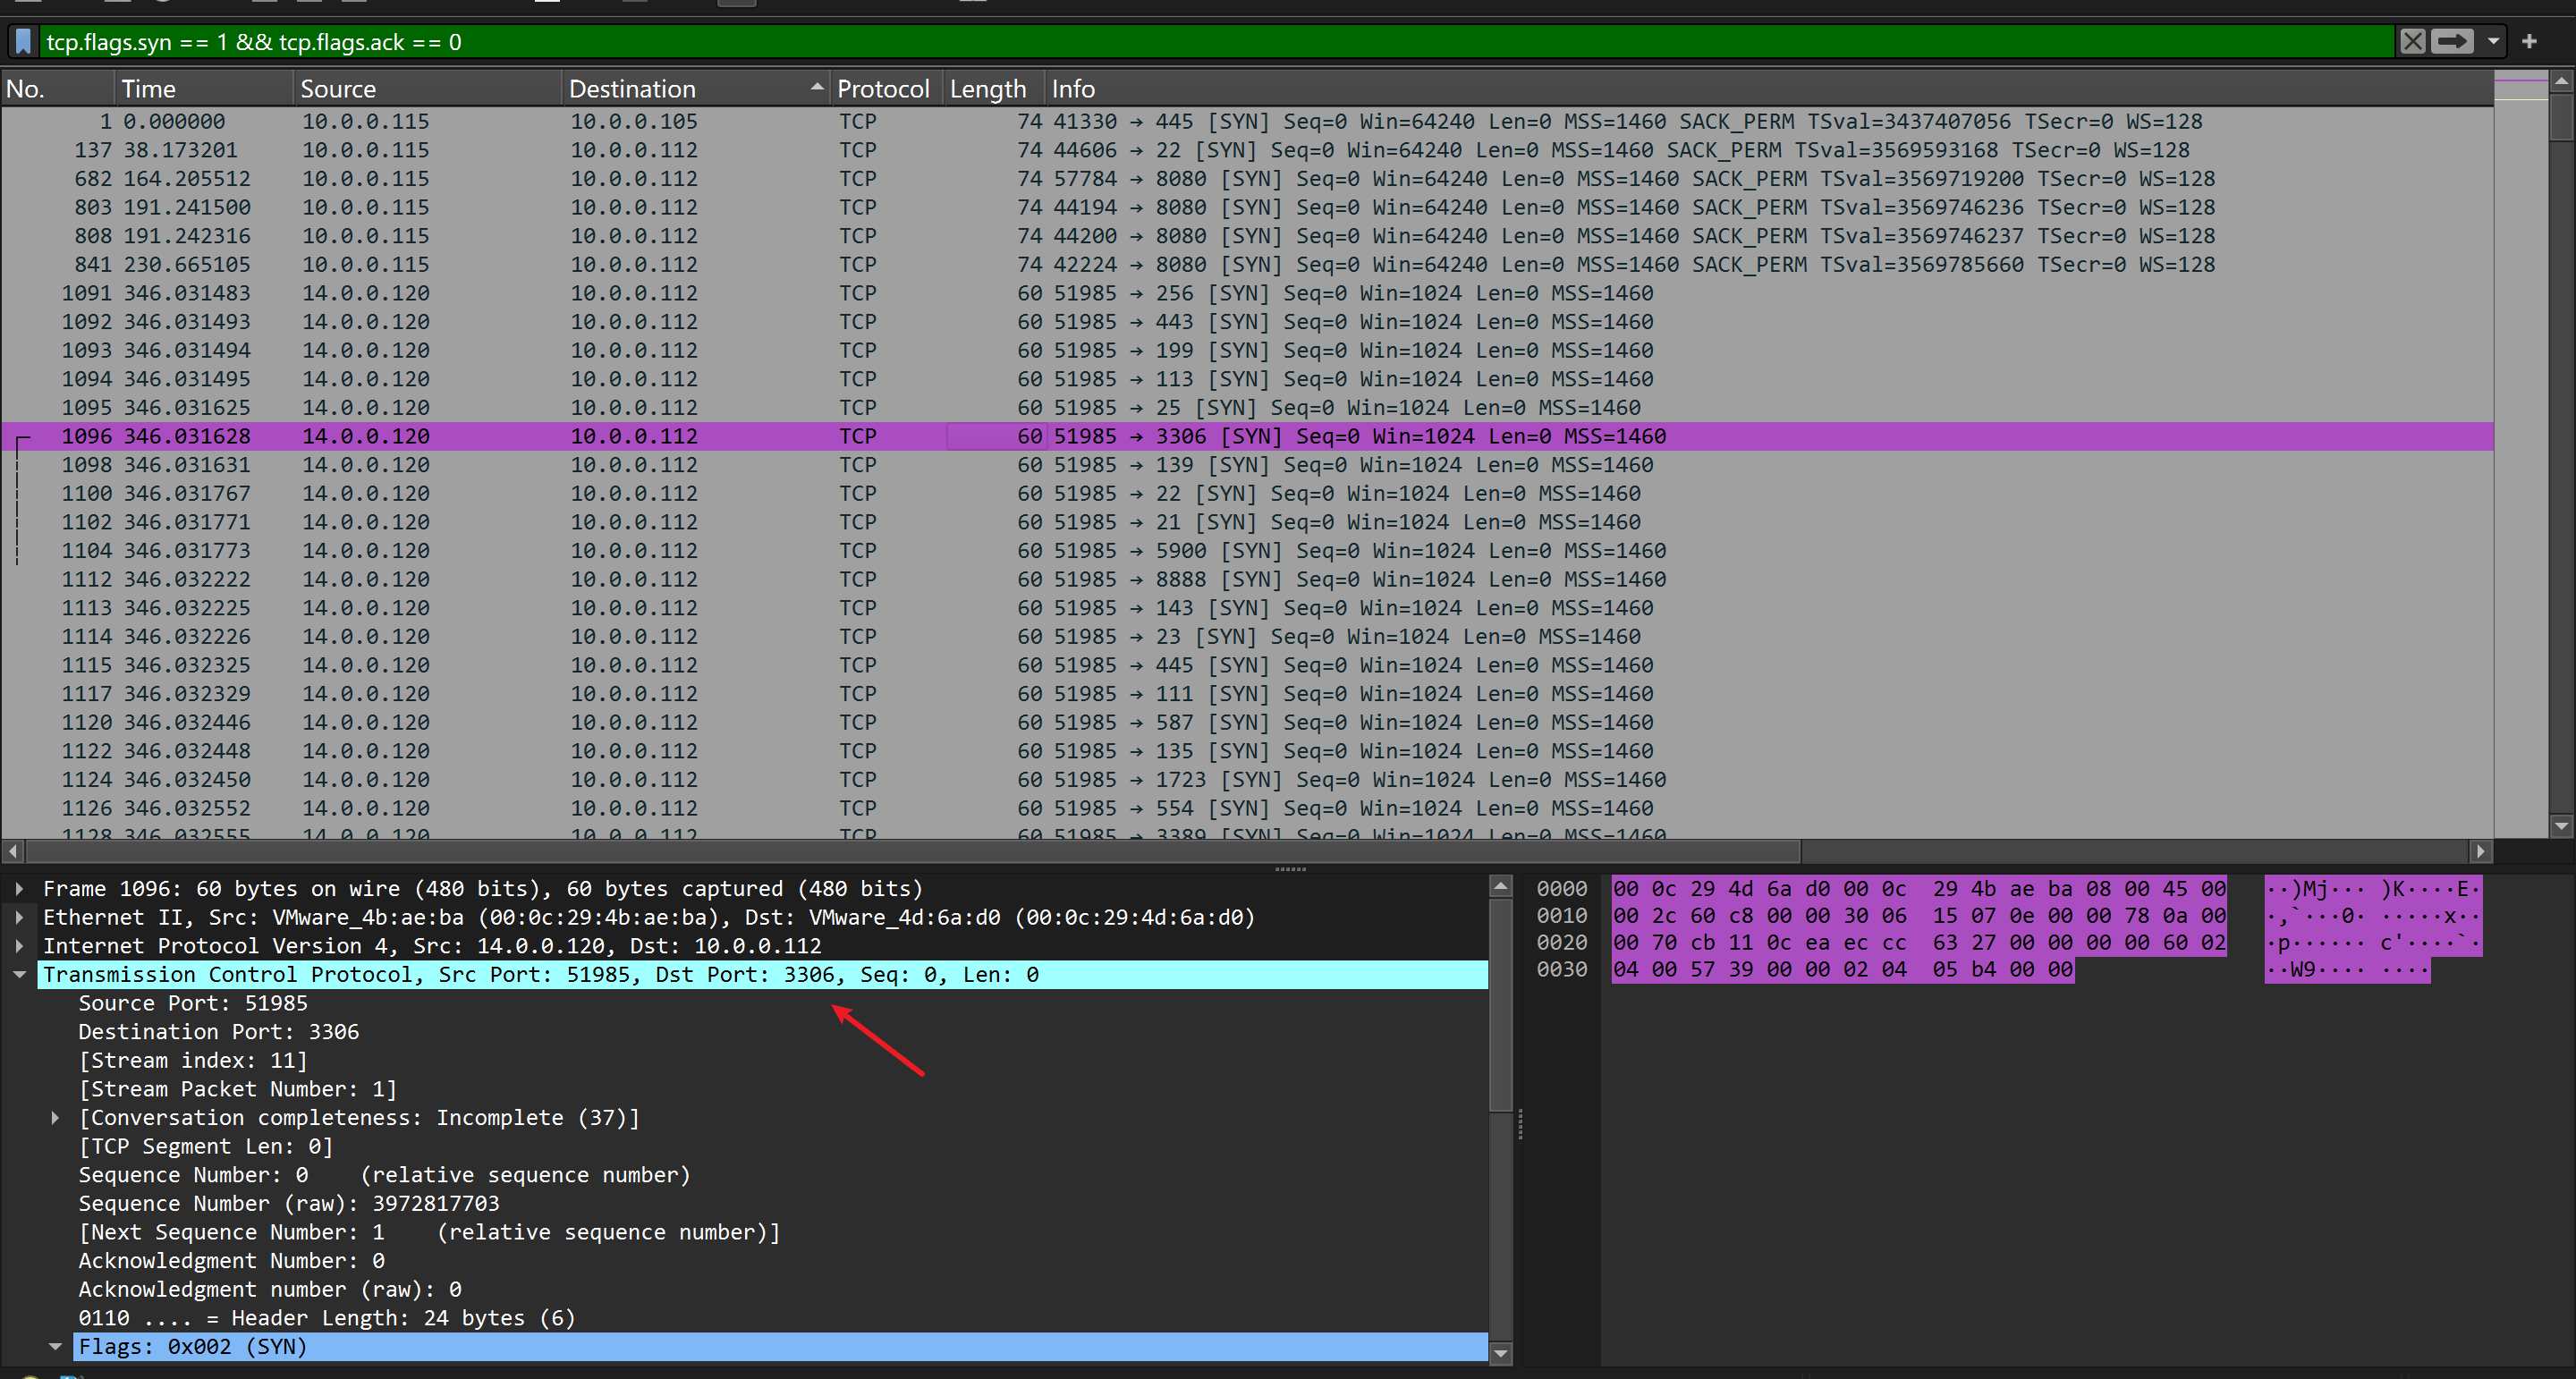 tcp.flags.syn == 1 && tcp.flags.ack == 0
No. Time Source Destination Protocol Length Info
1 0.000000 10.0.0.115 10.0.0.105 TCP 74 41330 → 445 [SYN] Seq=0 Win=64240 Len=0 MSS=1460 SACK_PERM TSval=3437407056 TSecr=0 WS=128
137 38.173201 10.0.0.115 10.0.0.112 TCP 74 44606 → 22 [SYN] Seq=0 Win=64240 Len=0 MSS=1460 SACK_PERM TSval=3569593168 TSecr=0 WS=128
682 164.205512 10.0.0.115 10.0.0.112 TCP 74 57784 → 8080 [SYN] Seq=0 Win=64240 Len=0 MSS=1460 SACK_PERM TSval=3569719200 TSecr=0 WS=128
803 191.241500 10.0.0.115 10.0.0.112 TCP 74 44194 → 8080 [SYN] Seq=0 Win=64240 Len=0 MSS=1460 SACK_PERM TSval=3569746236 TSecr=0 WS=128
808 191.242316 10.0.0.115 10.0.0.112 TCP 74 44200 → 8080 [SYN] Seq=0 Win=64240 Len=0 MSS=1460 SACK_PERM TSval=3569746237 TSecr=0 WS=128
841 230.665105 10.0.0.115 10.0.0.112 TCP 74 42224 → 8080 [SYN] Seq=0 Win=64240 Len=0 MSS=1460 SACK_PERM TSval=3569785660 TSecr=0 WS=128
1091 346.031483 14.0.0.120 10.0.0.112 TCP 60 51985 → 256 [SYN] Seq=0 Win=1024 Len=0 MSS=1460
1092 346.031493 14.0.0.120 10.0.0.112 TCP 60 51985 → 443 [SYN] Seq=0 Win=1024 Len=0 MSS=1460
1093 346.031494 14.0.0.120 10.0.0.112 TCP 60 51985 → 199 [SYN] Seq=0 Win=1024 Len=0 MSS=1460
1094 346.031495 14.0.0.120 10.0.0.112 TCP 60 51985 → 113 [SYN] Seq=0 Win=1024 Len=0 MSS=1460
1095 346.031625 14.0.0.120 10.0.0.112 TCP 60 51985 → 25 [SYN] Seq=0 Win=1024 Len=0 MSS=1460
1096 346.031628 14.0.0.120 10.0.0.112 TCP 60 51985 → 3306 [SYN] Seq=0 Win=1024 Len=0 MSS=1460
1098 346.031631 14.0.0.120 10.0.0.112 TCP 60 51985 → 139 [SYN] Seq=0 Win=1024 Len=0 MSS=1460
1100 346.031767 14.0.0.120 10.0.0.112 TCP 60 51985 → 22 [SYN] Seq=0 Win=1024 Len=0 MSS=1460
1102 346.031771 14.0.0.120 10.0.0.112 TCP 60 51985 → 21 [SYN] Seq=0 Win=1024 Len=0 MSS=1460
1104 346.031773 14.0.0.120 10.0.0.112 TCP 60 51985 → 5900 [SYN] Seq=0 Win=1024 Len=0 MSS=1460
1112 346.032222 14.0.0.120 10.0.0.112 TCP 60 51985 → 8888 [SYN] Seq=0 Win=1024 Len=0 MSS=1460
1113 346.032225 14.0.0.120 10.0.0.112 TCP 60 51985 → 143 [SYN] Seq=0 Win=1024 Len=0 MSS=1460
1114 346.032226 14.0.0.120 10.0.0.112 TCP 60 51985 → 23 [SYN] Seq=0 Win=1024 Len=0 MSS=1460
1115 346.032325 14.0.0.120 10.0.0.112 TCP 60 51985 → 445 [SYN] Seq=0 Win=1024 Len=0 MSS=1460
1117 346.032329 14.0.0.120 10.0.0.112 TCP 60 51985 → 111 [SYN] Seq=0 Win=1024 Len=0 MSS=1460
1120 346.032446 14.0.0.120 10.0.0.112 TCP 60 51985 → 587 [SYN] Seq=0 Win=1024 Len=0 MSS=1460
1122 346.032448 14.0.0.120 10.0.0.112 TCP 60 51985 → 135 [SYN] Seq=0 Win=1024 Len=0 MSS=1460
1124 346.032450 14.0.0.120 10.0.0.112 TCP 60 51985 → 1723 [SYN] Seq=0 Win=1024 Len=0 MSS=1460
1126 346.032552 14.0.0.120 10.0.0.112 TCP 60 51985 → 554 [SYN] Seq=0 Win=1024 Len=0 MSS=1460
1128 346.032555 14.0.0.120 10.0.0.112 TCP 60 51985 → 3389 [SYN] Seq=0 Win=1024 Len=0 MSS=1460
Frame 1096: 60 bytes on wire (480 bits), 60 bytes captured (480 bits)
Ethernet II, Src: VMware_4b:ae:ba (00:0c:29:4b:ae:ba), Dst: VMware_4d:6a:d0 (00:0c:29:4d:6a:d0)
Internet Protocol Version 4, Src: 14.0.0.120, Dst: 10.0.0.112
Transmission Control Protocol, Src Port: 51985, Dst Port: 3306, Seq: 0, Len: 0
Source Port: 51985
Destination Port: 3306
[Stream index: 11]
[Stream Packet Number: 1]
[Conversation completeness: Incomplete (37)]
[TCP Segment Len: 0]
Sequence Number: 0 (relative sequence number)
Sequence Number (raw): 3972817703
[Next Sequence Number: 1 (relative sequence number)]
Acknowledgment Number: 0
Acknowledgment number (raw): 0
0110 .... = Header Length: 24 bytes (6)
Flags: 0x002 (SYN)
0000 00 0c 29 4d 6a d0 00 0c 29 4b ae ba 08 00 45 00 ··)Mj··· )K····E·
0010 00 2c 60 c8 00 00 30 06 15 07 0e 00 00 78 0a 00 ·,`···0· ·····x··
0020 00 70 cb 11 0c ea ec cc 63 27 00 00 00 00 60 02 ·p······ c'····`·
0030 04 00 57 39 00 00 02 04 05 b4 00 00 ··W9···· ····